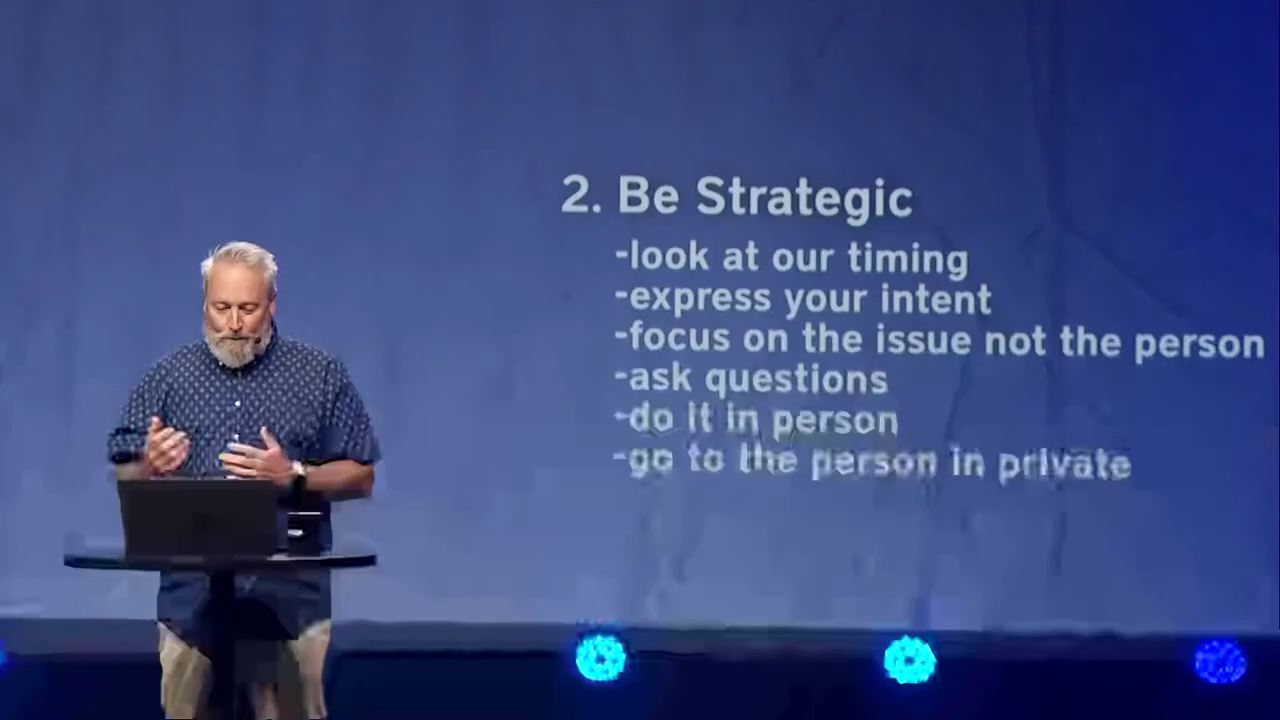 2. Be Strategic
-look at our timing
-express your intent
-focus on the issue not the person
-ask questions
-do it in person
-go to the person in private